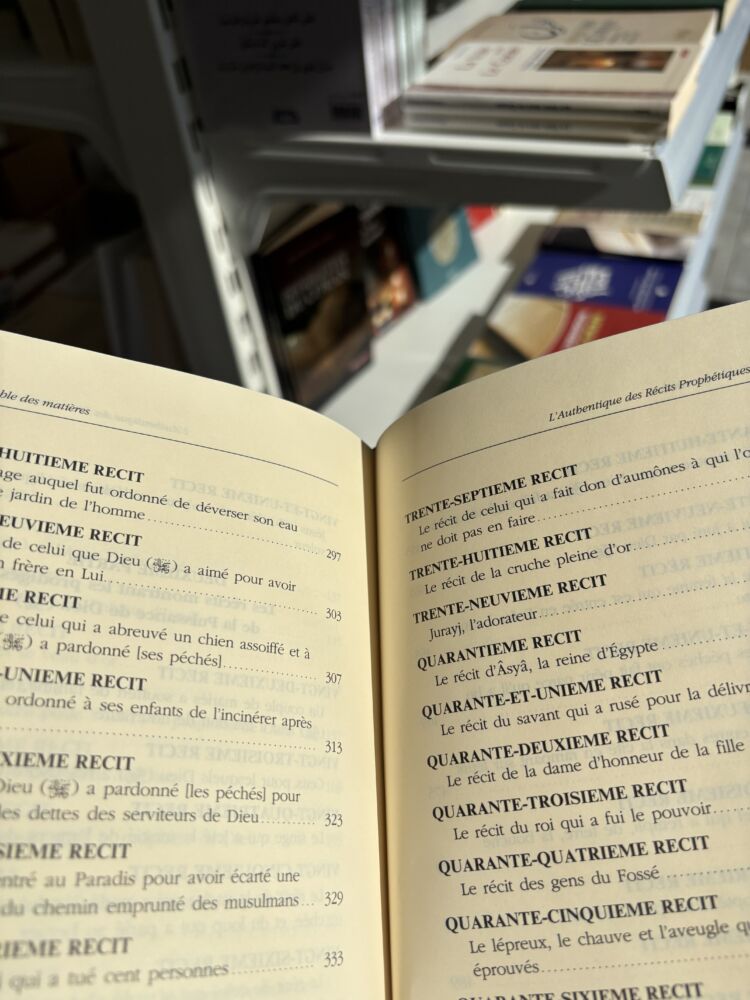 ble des matières
HUITIEME RECIT
age auquel fut ordonné de déverser son eau
e jardin de l'homme 297
NEUVIEME RECIT
de celui que Dieu (ﷻ) a aimé pour avoir
n frère en Lui 303
ME RECIT
e celui qui a abreuvé un chien assoiffé et à
(ﷻ) a pardonné [ses péchés] 307
-UNIEME RECIT
ordonné à ses enfants de l'incinérer après
313
XIEME RECIT
Dieu (ﷻ) a pardonné [les péchés] pour
les dettes des serviteurs de Dieu 323
SIEME RECIT
entré au Paradis pour avoir écarté une
du chemin emprunté des musulmans 329
RIEME RECIT
i qui a tué cent personnes 333
L'Authentique des Récits Prophétiques
TRENTE-SEPTIEME RECIT
Le récit de celui qui a fait don d'aumônes à qui l'o
ne doit pas en faire
TRENTE-HUITIEME RECIT
Le récit de la cruche pleine d'or
TRENTE-NEUVIEME RECIT
Jurayj, l'adorateur
QUARANTIEME RECIT
Le récit d'Âsyâ, la reine d'Égypte
QUARANTE-ET-UNIEME RECIT
Le récit du savant qui a rusé pour la délivr
QUARANTE-DEUXIEME RECIT
Le récit de la dame d'honneur de la fille
QUARANTE-TROISIEME RECIT
Le récit du roi qui a fui le pouvoir
QUARANTE-QUATRIEME RECIT
Le récit des gens du Fossé
QUARANTE-CINQUIEME RECIT
Le lépreux, le chauve et l'aveugle q
éprouvés
QUARANTE-SIXIEME RECIT